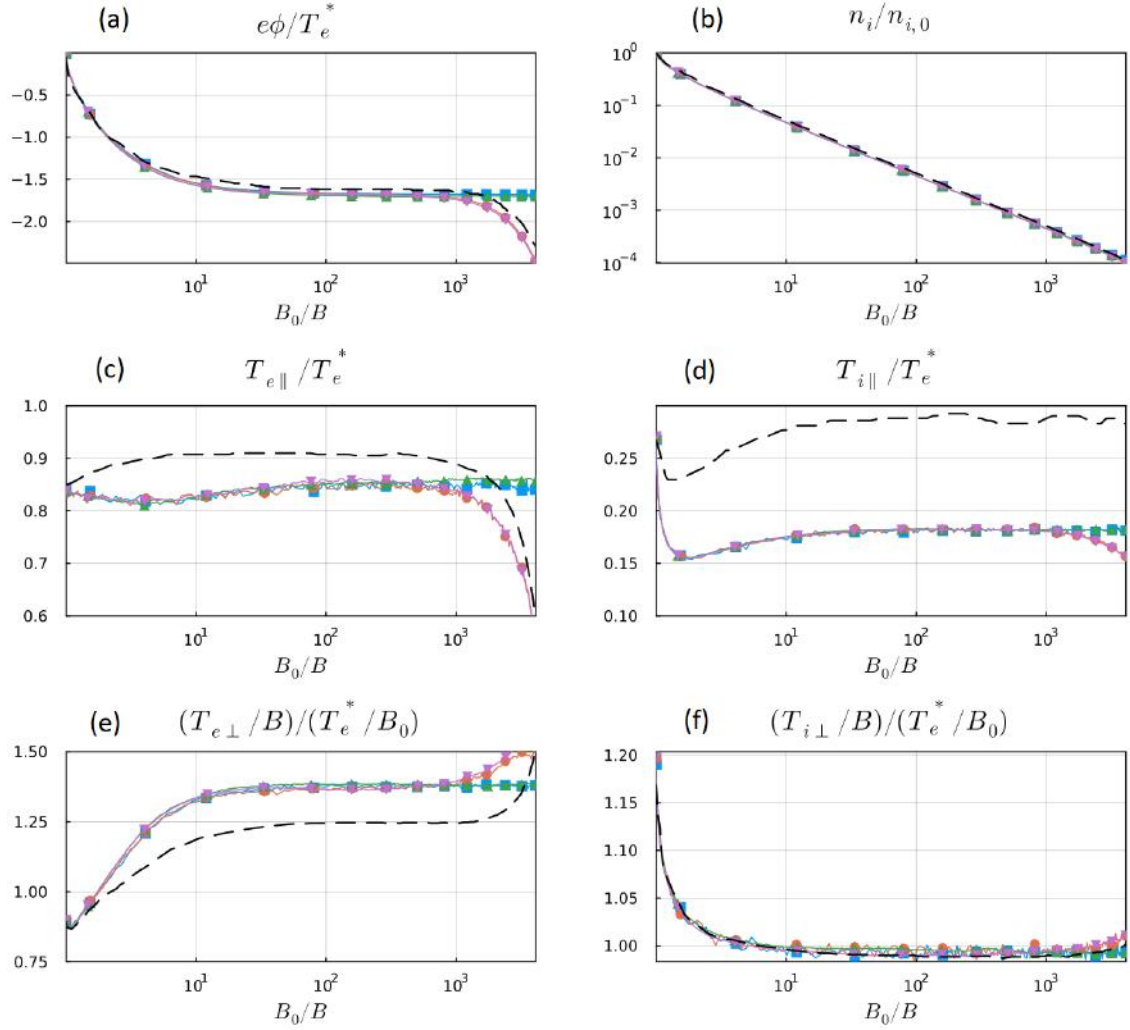 (a) eϕ/T_e^*
−0.5
−1.0
−1.5
−2.0
10^1 10^2 10^3
B_0/B
(b) n_i/n_{i,0}
10^0
10^{-1}
10^{-2}
10^{-3}
10^{-4}
10^1 10^2 10^3
B_0/B
(c) T_{e∥}/T_e^*
1.0
0.9
0.8
0.7
0.6
10^1 10^2 10^3
B_0/B
(d) T_{i∥}/T_e^*
0.25
0.20
0.15
0.10
10^1 10^2 10^3
B_0/B
(e) (T_{e⊥}/B)/(T_e^*/B_0)
1.50
1.25
1.00
0.75
10^1 10^2 10^3
B_0/B
(f) (T_{i⊥}/B)/(T_e^*/B_0)
1.20
1.15
1.10
1.05
1.00
10^1 10^2 10^3
B_0/B